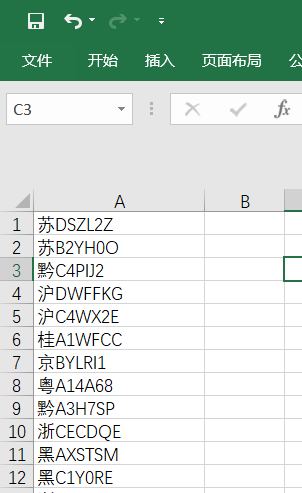 文件 开始 插入 页面布局
C3 fx
A B
1 苏DSZL2Z
2 苏B2YH0O
3 黔C4PIJ2
4 沪DWFFKG
5 沪C4WX2E
6 桂A1WFCC
7 京BYLRI1
8 粤A14A68
9 黔A3H7SP
10 浙CECDQE
11 黑AXSTSM
12 黑C1Y0RE